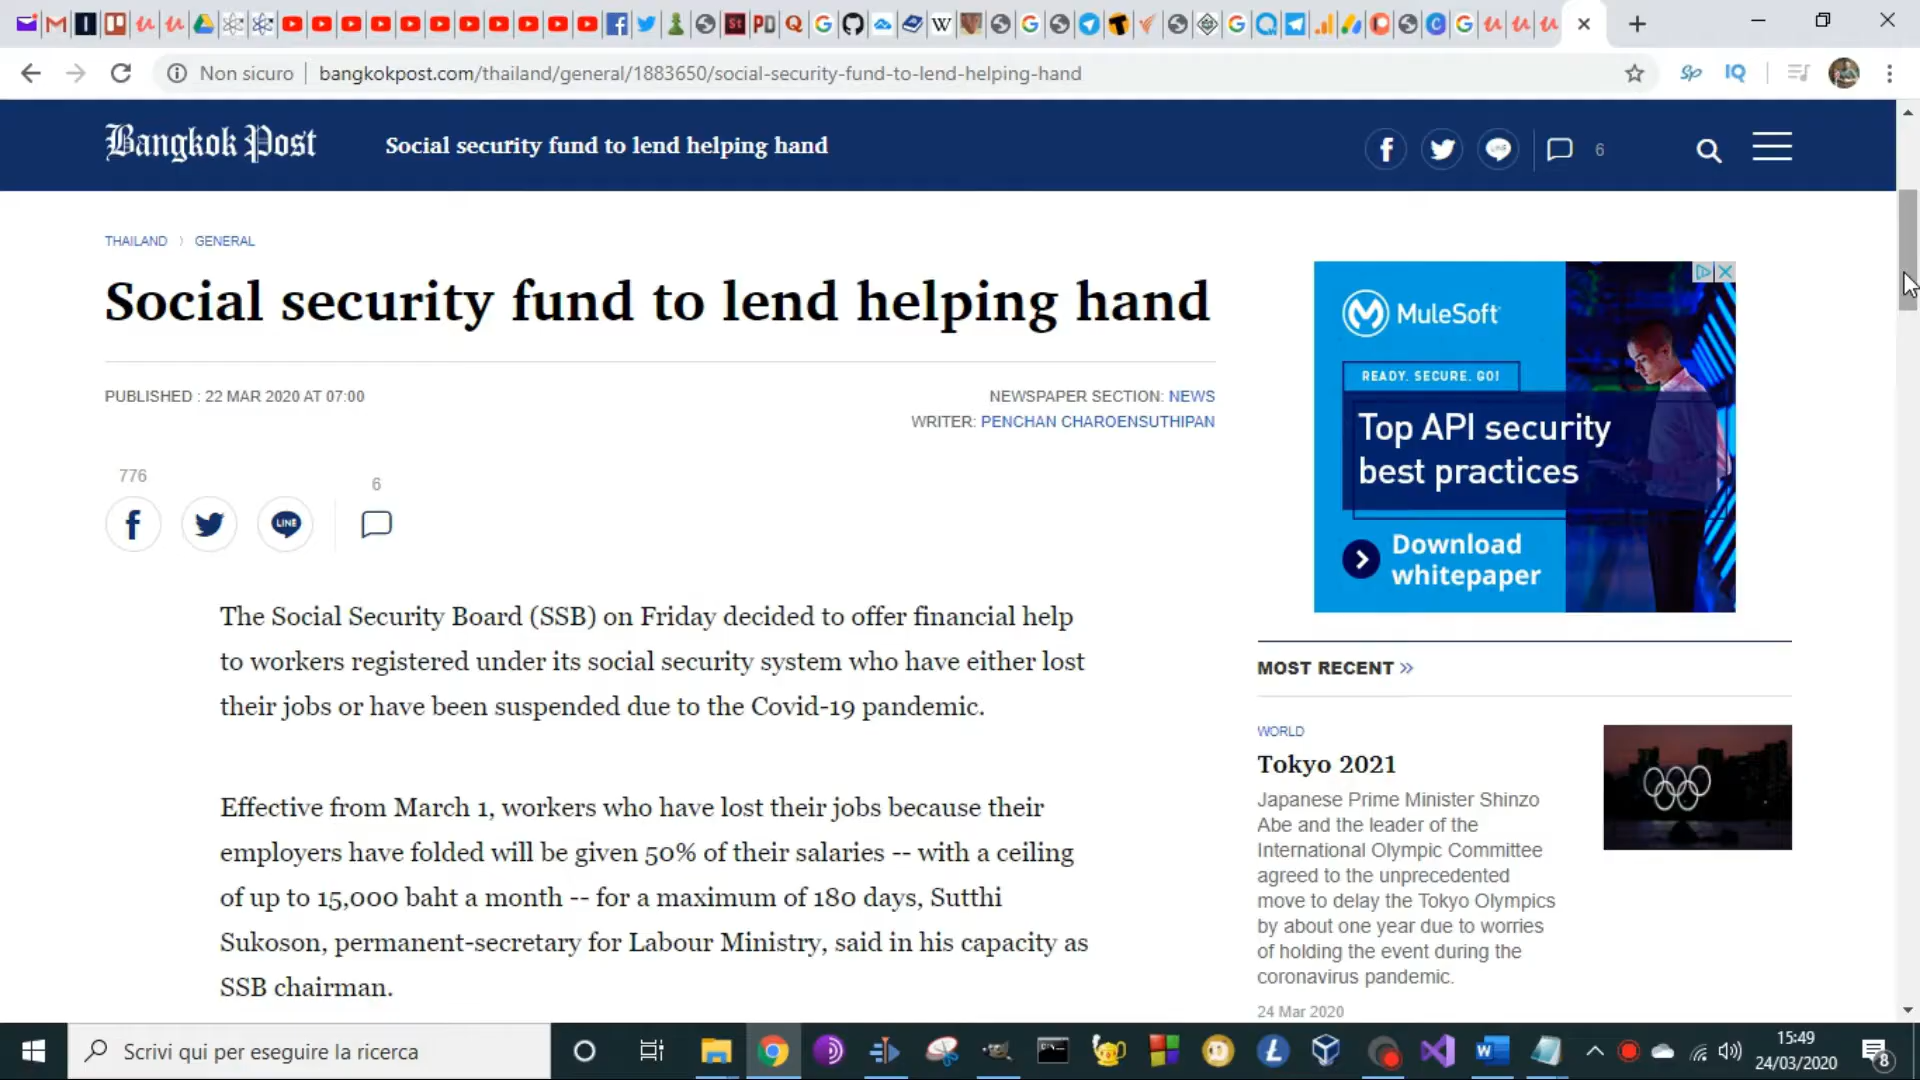 Non sicuro
bangkokpost.com/thailand/general/1883650/social-security-fund-to-lend-helping-hand
Bangkok Post
Social security fund to lend helping hand
6
THAILAND
GENERAL
Social security fund to lend helping hand
PUBLISHED : 22 MAR 2020 AT 07:00
NEWSPAPER SECTION: NEWS
WRITER: PENCHAN CHAROENSUTHIPAN
776
6
LINE
The Social Security Board (SSB) on Friday decided to offer financial help
to workers registered under its social security system who have either lost
their jobs or have been suspended due to the Covid-19 pandemic.
Effective from March 1, workers who have lost their jobs because their
employers have folded will be given 50% of their salaries -- with a ceiling
of up to 15,000 baht a month -- for a maximum of 180 days, Sutthi
Sukoson, permanent-secretary for Labour Ministry, said in his capacity as
SSB chairman.
MuleSoft
READY. SECURE. GO!
Top API security
best practices
Download
whitepaper
MOST RECENT »
WORLD
Tokyo 2021
Japanese Prime Minister Shinzo
Abe and the leader of the
International Olympic Committee
agreed to the unprecedented
move to delay the Tokyo Olympics
by about one year due to worries
of holding the event during the
coronavirus pandemic.
24 Mar 2020
Scrivi qui per eseguire la ricerca
15:49
24/03/2020
8